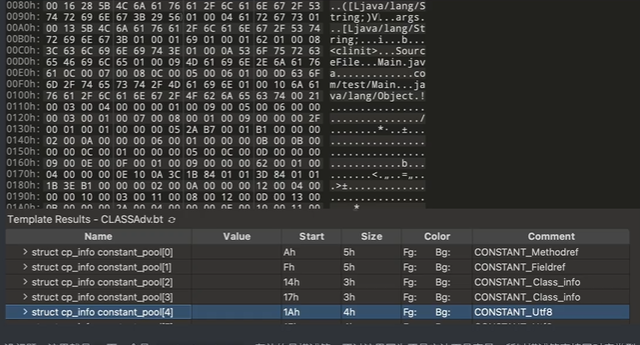 0080h: 00 16 28 5B 4C 6A 61 76 61 2F 6C 61 6E 67 2F 53 ..([Ljava/lang/S
0090h: 74 72 69 6E 67 3B 29 56 01 00 04 61 72 67 73 01 tring;)V...args.
00A0h: 00 13 5B 4C 6A 61 76 61 2F 6C 61 6E 67 2F 53 74 ..[Ljava/lang/St
00B0h: 72 69 6E 67 3B 01 00 01 69 01 00 01 62 01 00 08 ring;...i...b...
00C0h: 3C 63 6C 69 6E 69 74 3E 01 00 0A 53 6F 75 72 63 <clinit>...Sourc
00D0h: 65 46 69 6C 65 01 00 09 4D 61 69 6E 2E 6A 61 76 eFile...Main.jav
00E0h: 61 0C 00 07 00 08 0C 00 05 00 06 01 00 0D 63 6F a.............co
00F0h: 6D 2F 74 65 73 74 2F 4D 61 69 6E 01 00 10 6A 61 m/test/Main...ja
0100h: 76 61 2F 6C 61 6E 67 2F 4F 62 6A 65 63 74 00 21 va/lang/Object.!
0110h: 00 03 00 04 00 00 00 01 00 09 00 05 00 06 00 00 ................
0120h: 00 03 00 01 00 07 00 08 00 01 00 09 00 00 00 2F .............../
0130h: 00 01 00 01 00 00 00 05 2A B7 00 01 B1 00 00 00 ........*·..±...
0140h: 02 00 0A 00 00 00 06 00 01 00 00 00 0B 00 0B 00
0150h: 00 00 0C 00 01 00 00 00 05 00 0C 00 0D 00 00 00
0160h: 09 00 0E 00 0F 01 00 09 00 00 00 62 00 01 00
0170h: 04 00 00 00 0E 10 0A 3C 1B 84 01 01 3D 84 01 01
0180h: 1B 3E B1 00 00 00 02 00 0A 00 00 00 12 00 04 00
0190h: 00 00 10 00 03 00 11 00 08 00 12 00 0D 00 13 00
Template Results - CLASSAdv.bt
Name Value Start Size Color Comment
> struct cp_info constant_pool[0] Ah 5h Fg: Bg: CONSTANT_Methodref
> struct cp_info constant_pool[1] Fh 5h Fg: Bg: CONSTANT_Fieldref
> struct cp_info constant_pool[2] 14h 3h Fg: Bg: CONSTANT_Class_info
> struct cp_info constant_pool[3] 17h 3h Fg: Bg: CONSTANT_Class_info
> struct cp_info constant_pool[4] 1Ah 4h Fg: Bg: CONSTANT_Utf8